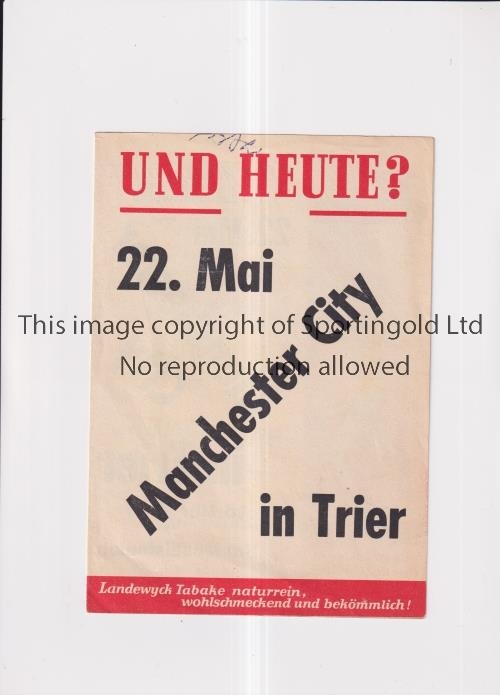 UND HEUTE?
22. Mai
Manchester City
This image copyright of Sportingold Ltd
No reproduction allowed
in Trier
Landewyck Tabake naturrein,
wohlschmeckend und bekömmlich!